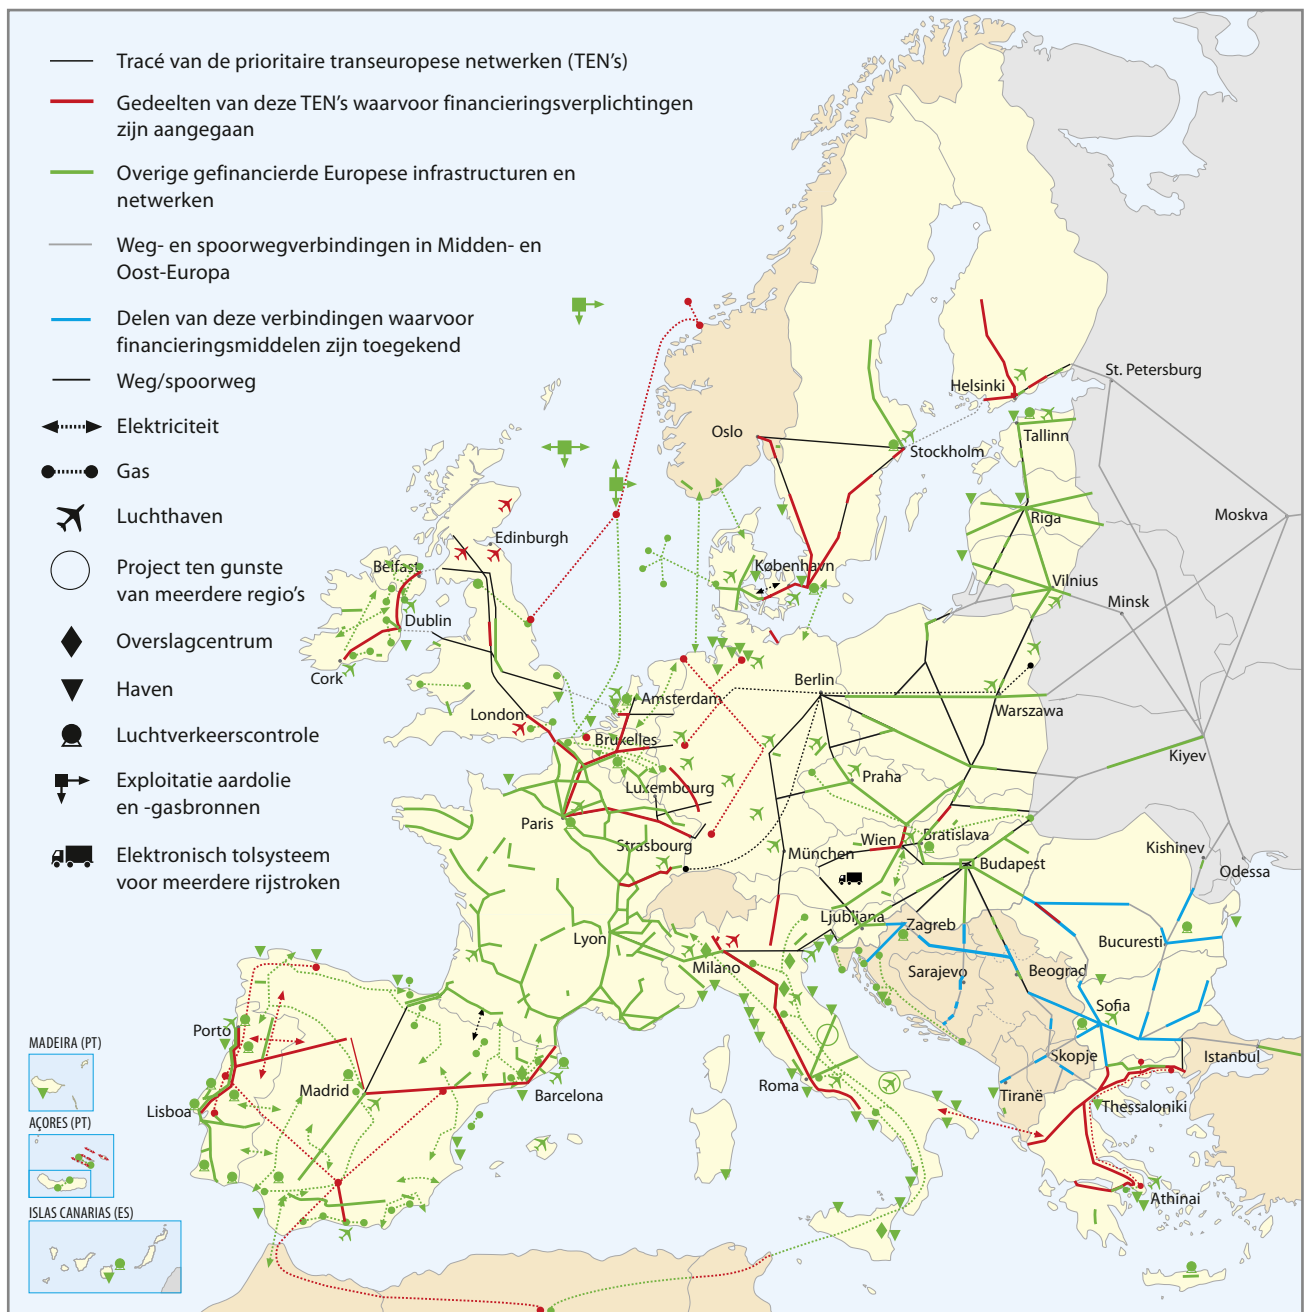 Tracé van de prioritaire transeuropese netwerken (TEN's)
Gedeelten van deze TEN's waarvoor financieringsverplichtingen
zijn aangegaan
Overige gefinancierde Europese infrastructuren en
netwerken
Weg- en spoorwegverbindingen in Midden- en
Oost-Europa
Delen van deze verbindingen waarvoor
financieringsmiddelen zijn toegekend
Weg/spoorweg
Elektriciteit
Gas
Luchthaven
Project ten gunste
van meerdere regio's
Overslagcentrum
Haven
Luchtverkeerscontrole
Exploitatie aardolie
en -gasbronnen
Elektronisch tolsysteem
voor meerdere rijstroken
St. Petersburg
Helsinki
Oslo
Tallinn
Stockholm
Moskva
Riga
Edinburgh
Belfast
København
Vilnius
Minsk
Dublin
Cork
Berlin
Amsterdam
London
Warszawa
Bruxelles
Kiyev
Praha
Luxembourg
Paris
Strasbourg
Wien
Bratislava
München
Budapest
Kishinev
Odessa
Ljubljana
Zagreb
Lyon
Bucuresti
Milano
Sarajevo
Beograd
Sofia
Porto
MADEIRA (PT)
Skopje
Istanbul
Roma
Madrid
Barcelona
Tiranë
Thessaloniki
Lisboa
AÇORES (PT)
Athinai
ISLAS CANARIAS (ES)